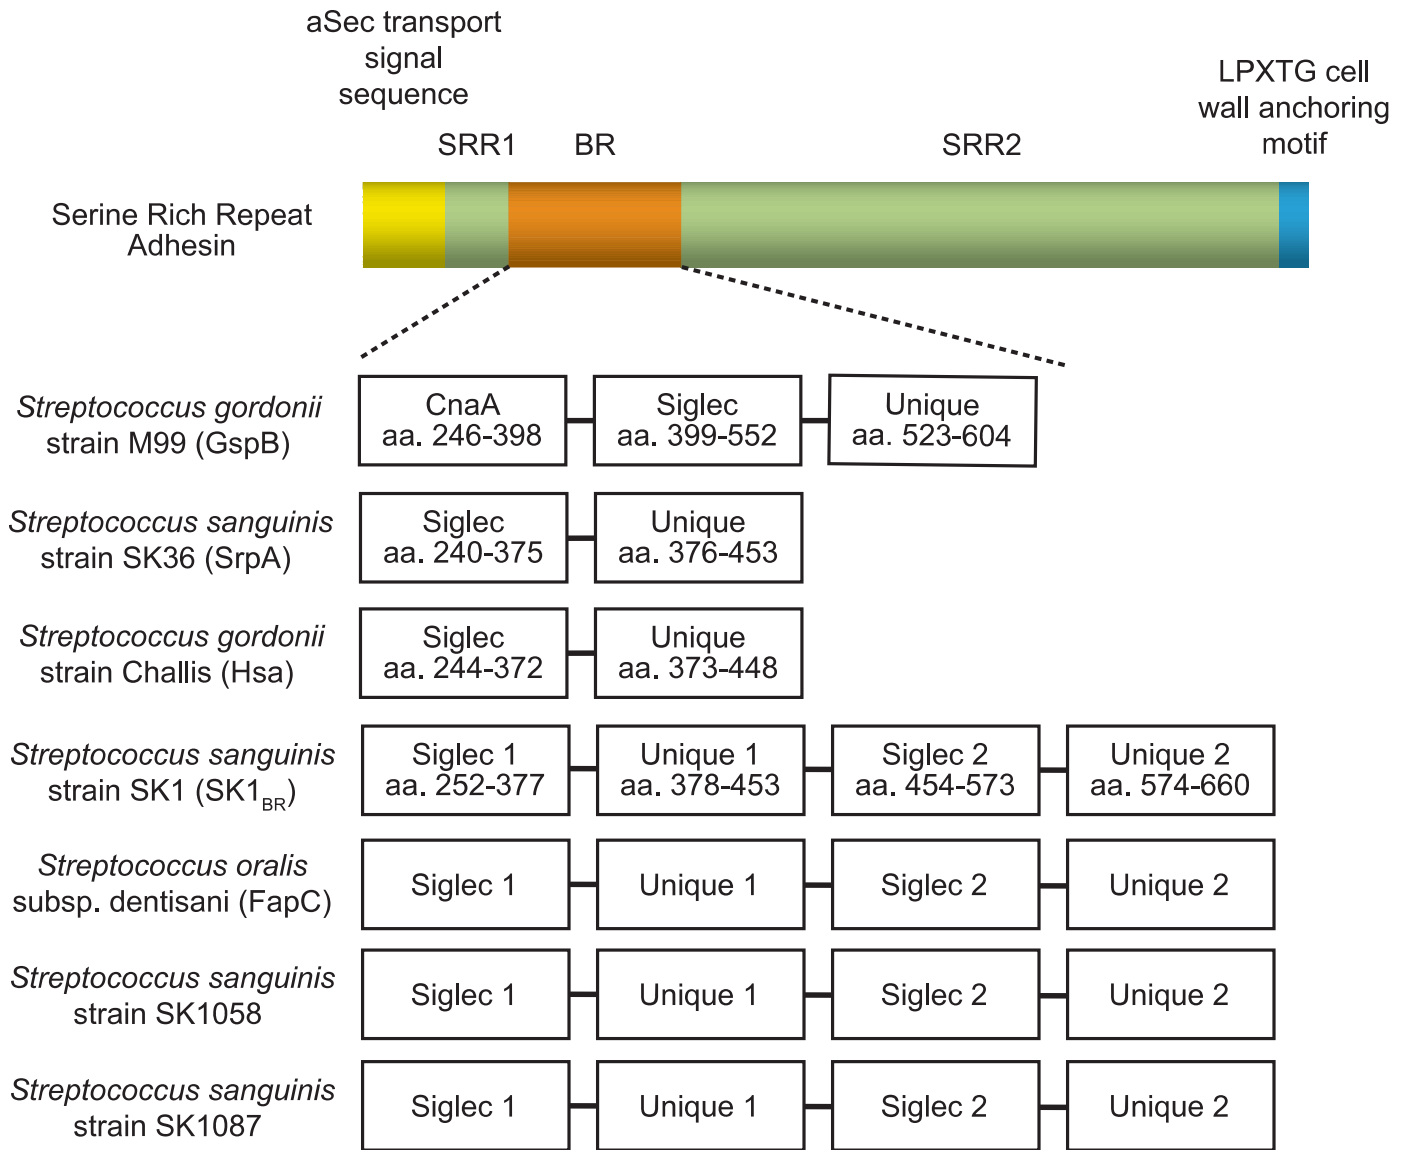 aSec transport
signal
sequence
LPXTG cell
wall anchoring
motif
SRR1
BR
SRR2
Serine Rich Repeat
Adhesin
Streptococcus gordonii
strain M99 (GspB)
CnaA
aa. 246-398
Siglec
aa. 399-552
Unique
aa. 523-604
Streptococcus sanguinis
strain SK36 (SrpA)
Siglec
aa. 240-375
Unique
aa. 376-453
Streptococcus gordonii
strain Challis (Hsa)
Siglec
aa. 244-372
Unique
aa. 373-448
Streptococcus sanguinis
strain SK1 (SK1BR)
Siglec 1
aa. 252-377
Unique 1
aa. 378-453
Siglec 2
aa. 454-573
Unique 2
aa. 574-660
Streptococcus oralis
subsp. dentisani (FapC)
Siglec 1
Unique 1
Siglec 2
Unique 2
Streptococcus sanguinis
strain SK1058
Siglec 1
Unique 1
Siglec 2
Unique 2
Streptococcus sanguinis
strain SK1087
Siglec 1
Unique 1
Siglec 2
Unique 2